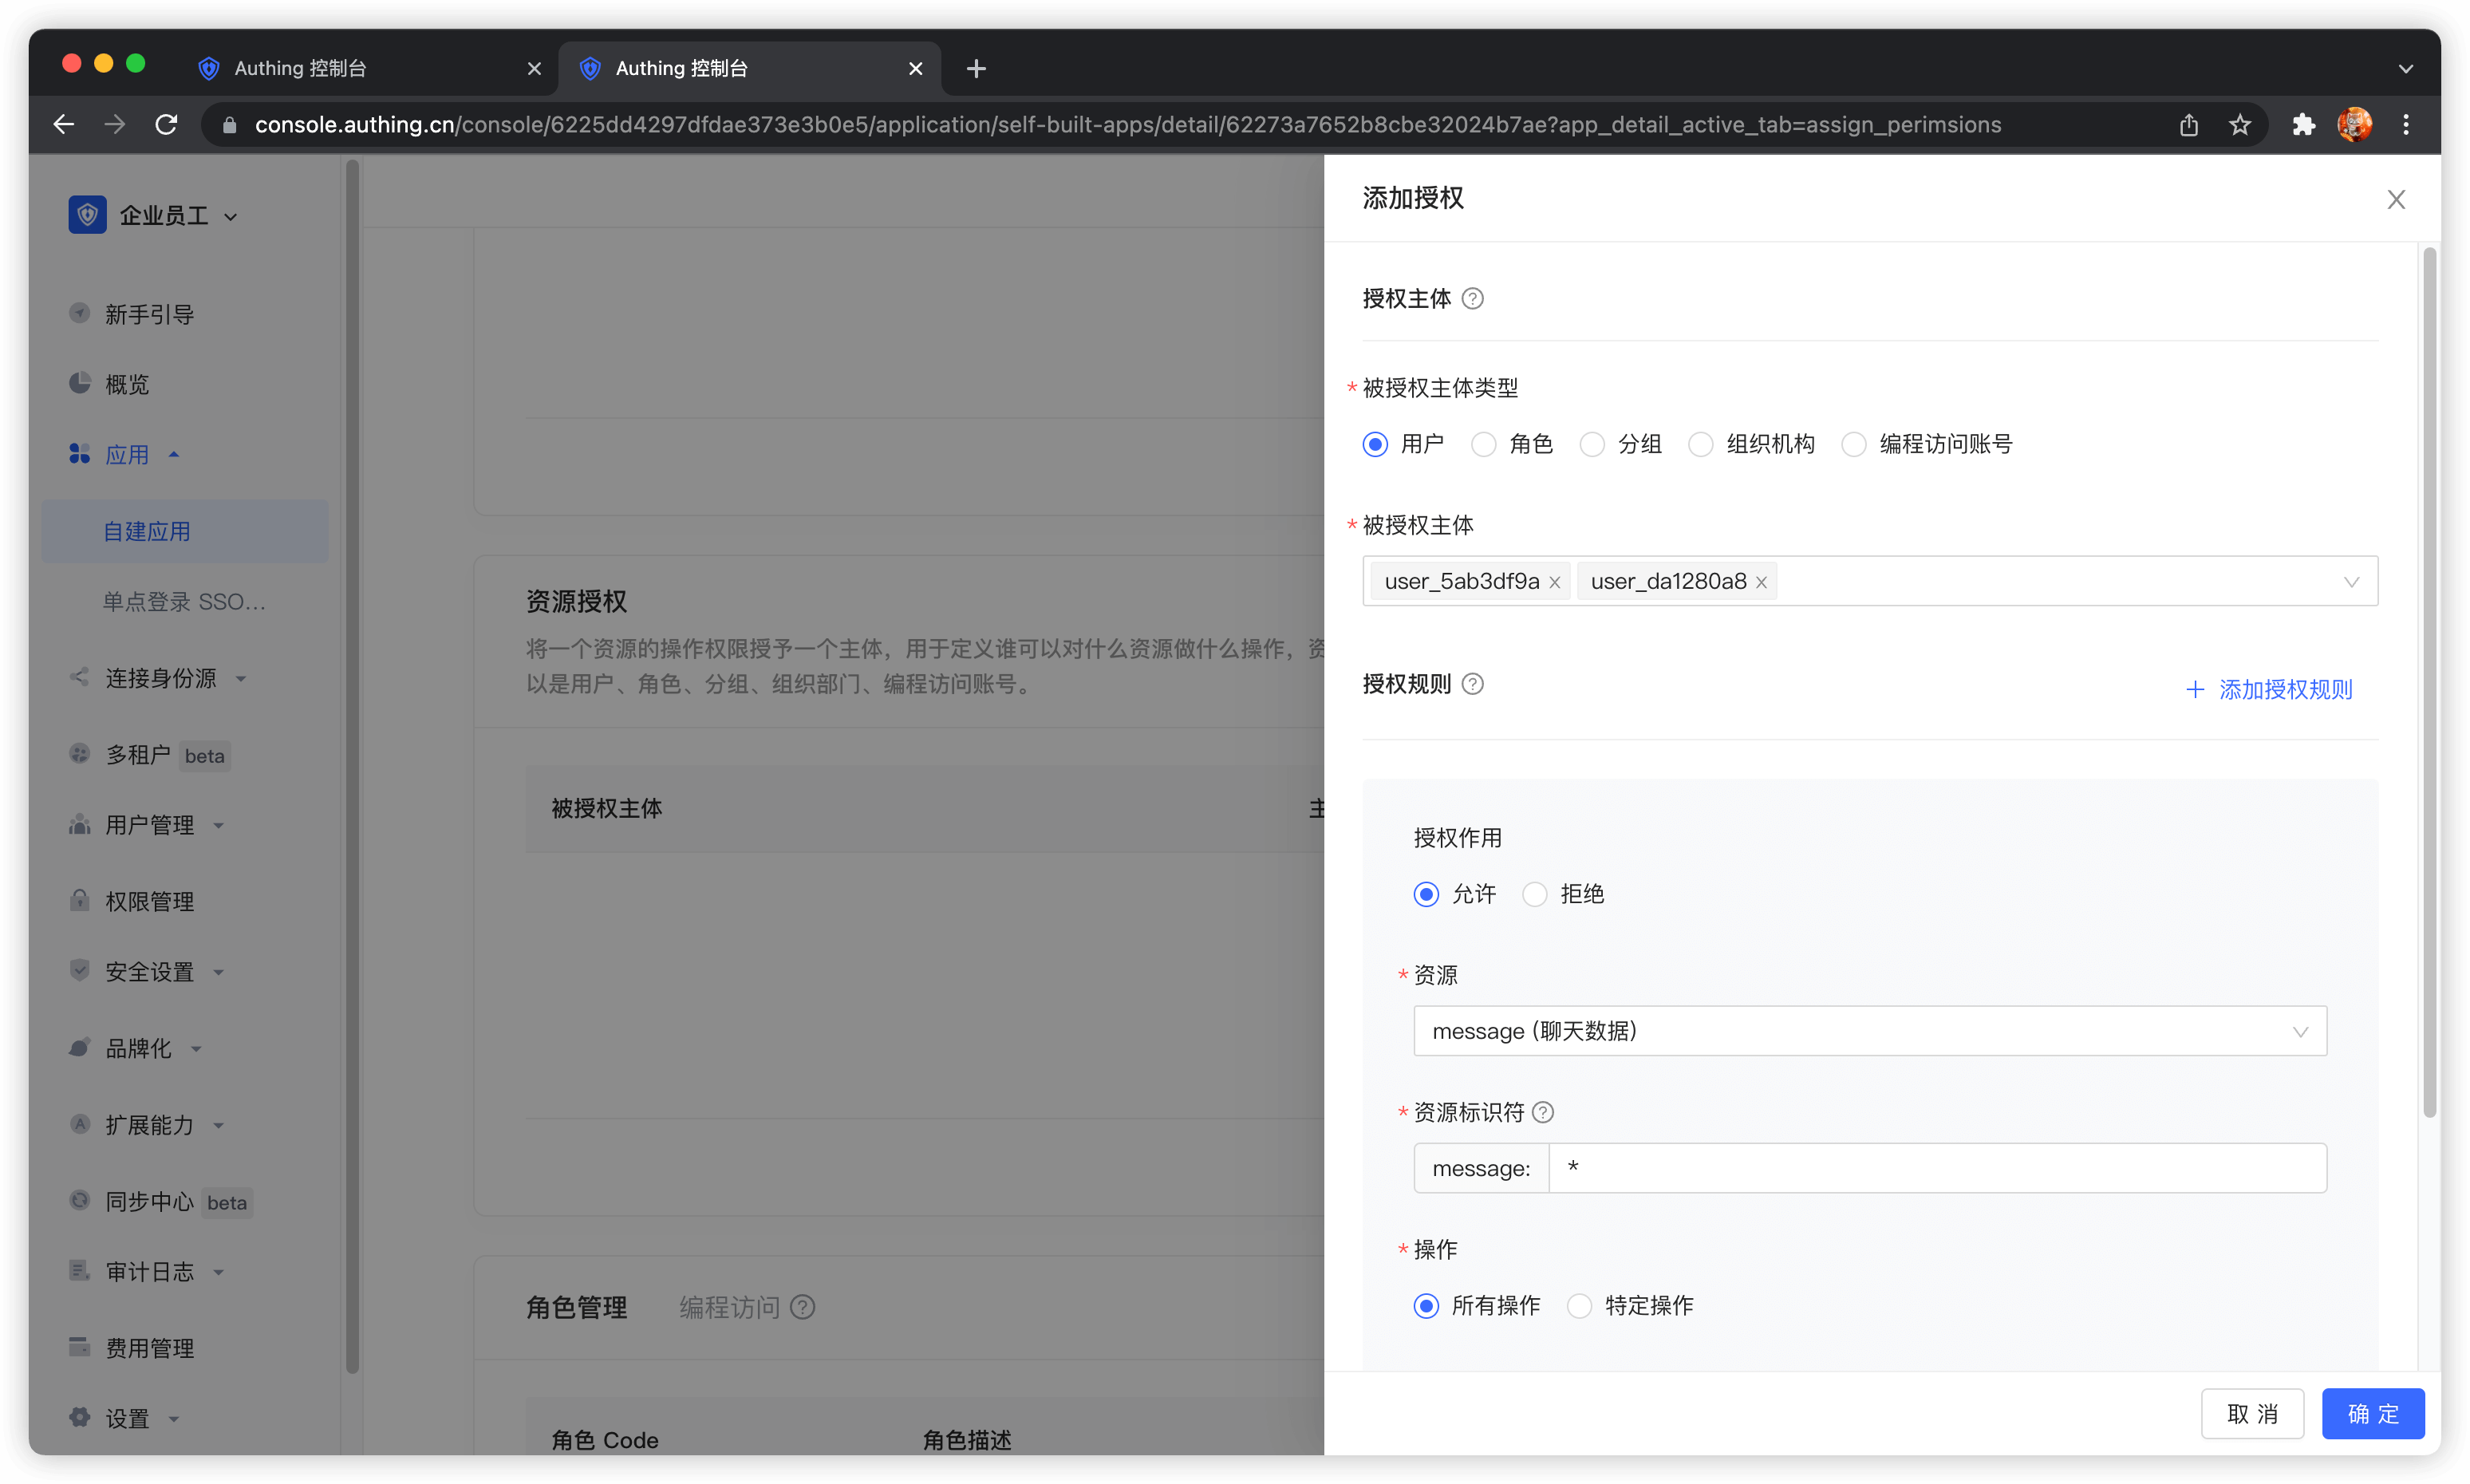 Authing 控制台
Authing 控制台
console.authing.cn/console/6225dd4297dfdae373e3b0e5/application/self-built-apps/detail/62273a7652b8cbe32024b7ae?app_detail_active_tab=assign_perimsions
企业员工
新手引导
概览
应用
自建应用
单点登录 SSO...
连接身份源
多租户 beta
用户管理
权限管理
安全设置
品牌化
扩展能力
同步中心 beta
审计日志
费用管理
设置
资源授权
将一个资源的操作权限授予一个主体，用于定义谁可以对什么资源做什么操作，资
以是用户、角色、分组、组织部门、编程访问账号。
被授权主体 主
角色管理 编程访问
角色 Code 角色描述
添加授权
授权主体
* 被授权主体类型
用户 角色 分组 组织机构 编程访问账号
* 被授权主体
user_5ab3df9a user_da1280a8
授权规则 + 添加授权规则
授权作用
允许 拒绝
* 资源
message (聊天数据)
* 资源标识符
message: *
* 操作
所有操作 特定操作
取 消 确 定